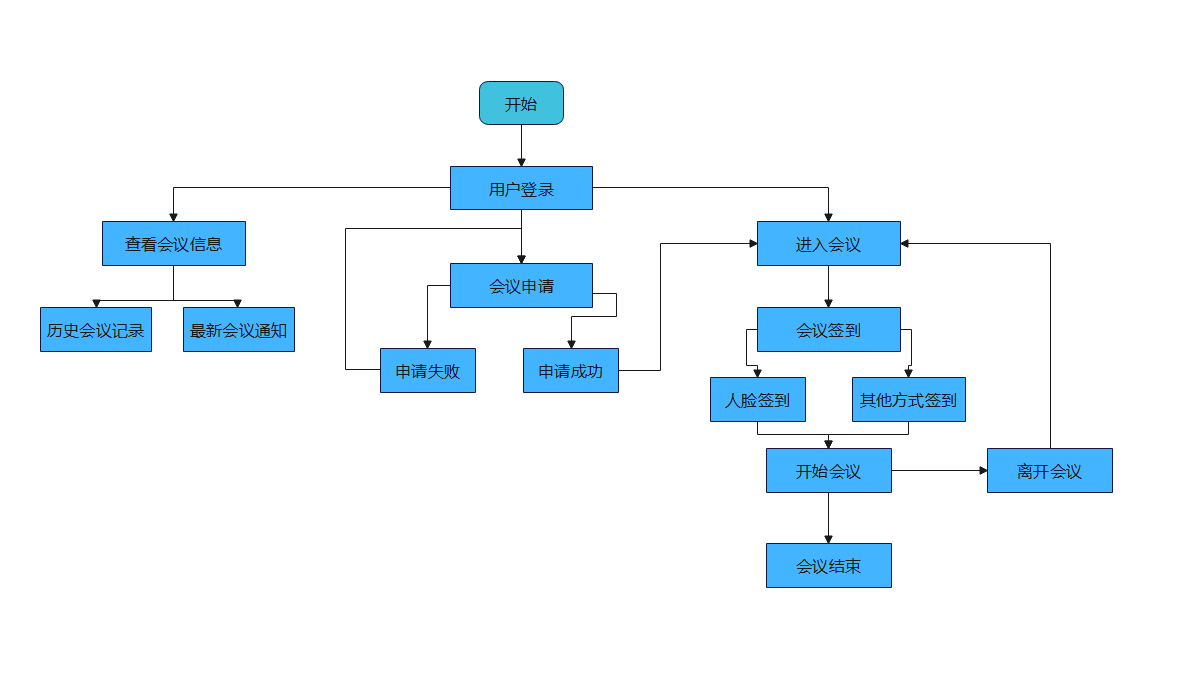 开始
用户登录
查看会议信息
进入会议
会议申请
历史会议记录
最新会议通知
会议签到
申请失败
申请成功
人脸签到
其他方式签到
开始会议
离开会议
会议结束